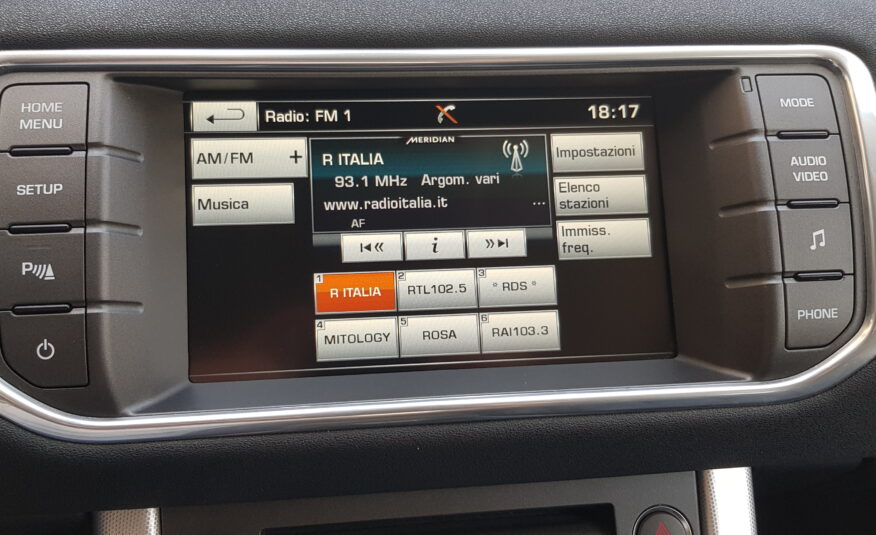 HOME
MENU
SETUP
P
Radio: FM 1
18:17
AM/FM +
Musica
MERIDIAN
R ITALIA
93.1 MHz Argom. vari
www.radioitalia.it ...
AF
i
Impostazioni
Elenco
stazioni
Immiss.
freq.
1 R ITALIA
2 RTL102.5
3 * RDS *
4 MITOLOGY
5 ROSA
6 RAI103.3
MODE
AUDIO
VIDEO
PHONE